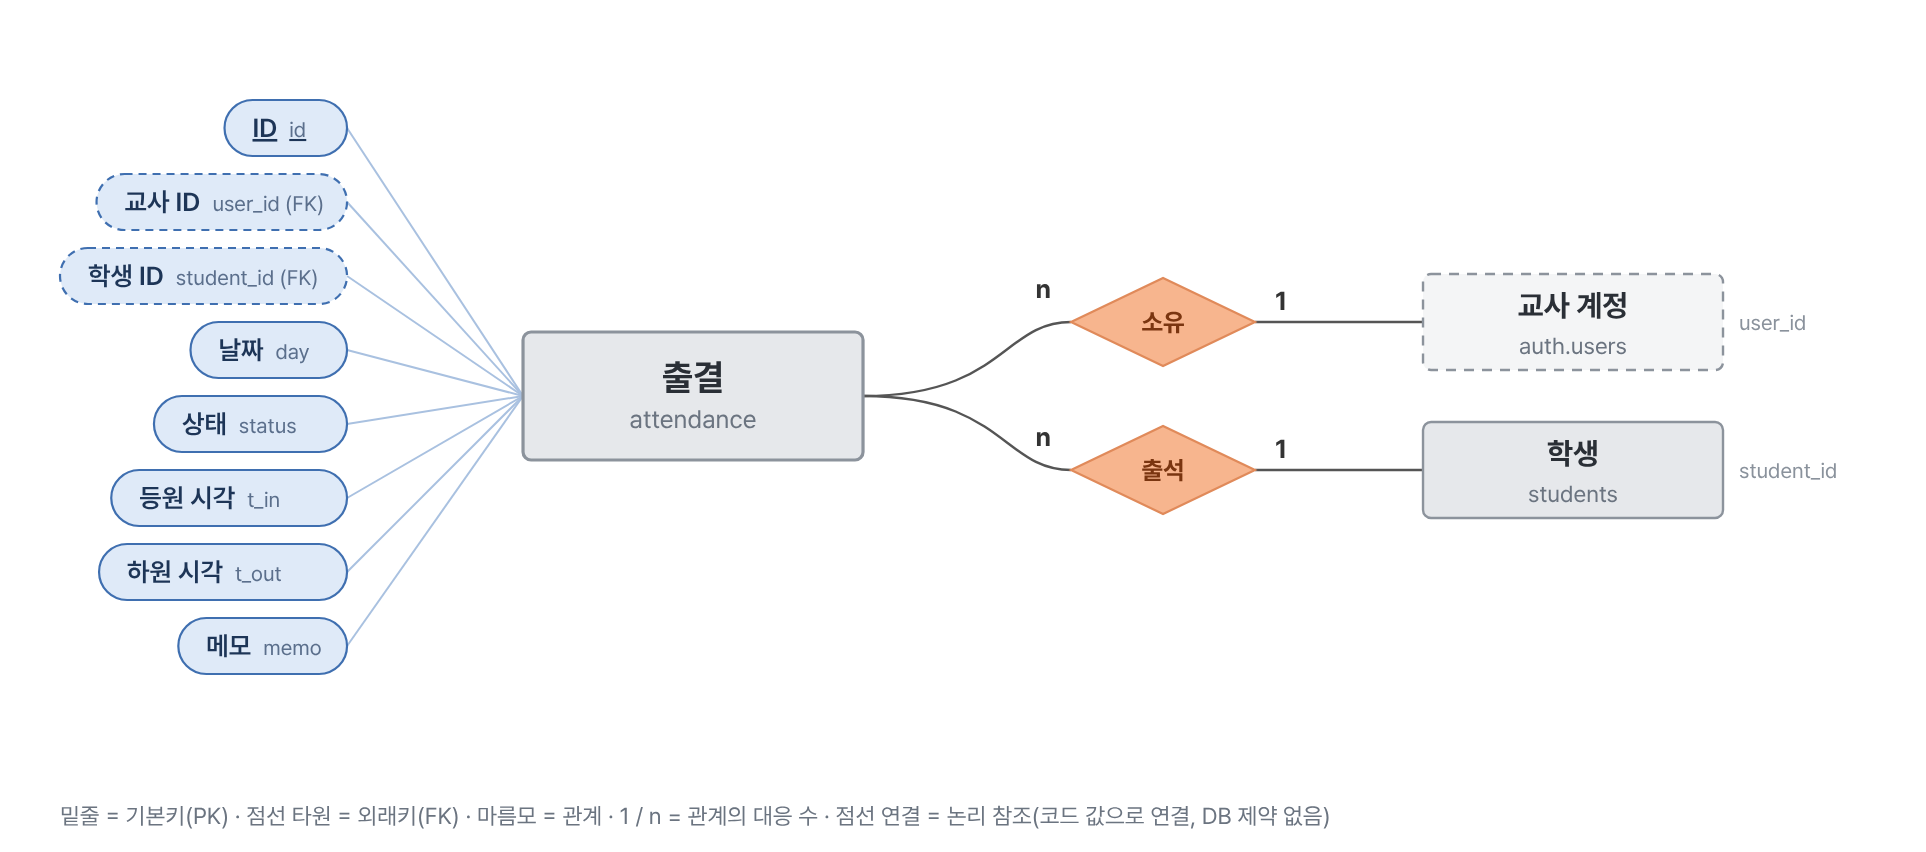 ID id
교사 ID user_id (FK)
학생 ID student_id (FK)
날짜 day
상태 status
등원 시각 t_in
하원 시각 t_out
메모 memo
출결
attendance
n
소유
1
교사 계정
auth.users
user_id
n
출석
1
학생
students
student_id
밑줄 = 기본키(PK) · 점선 타원 = 외래키(FK) · 마름모 = 관계 · 1 / n = 관계의 대응 수 · 점선 연결 = 논리 참조(코드 값으로 연결, DB 제약 없음)